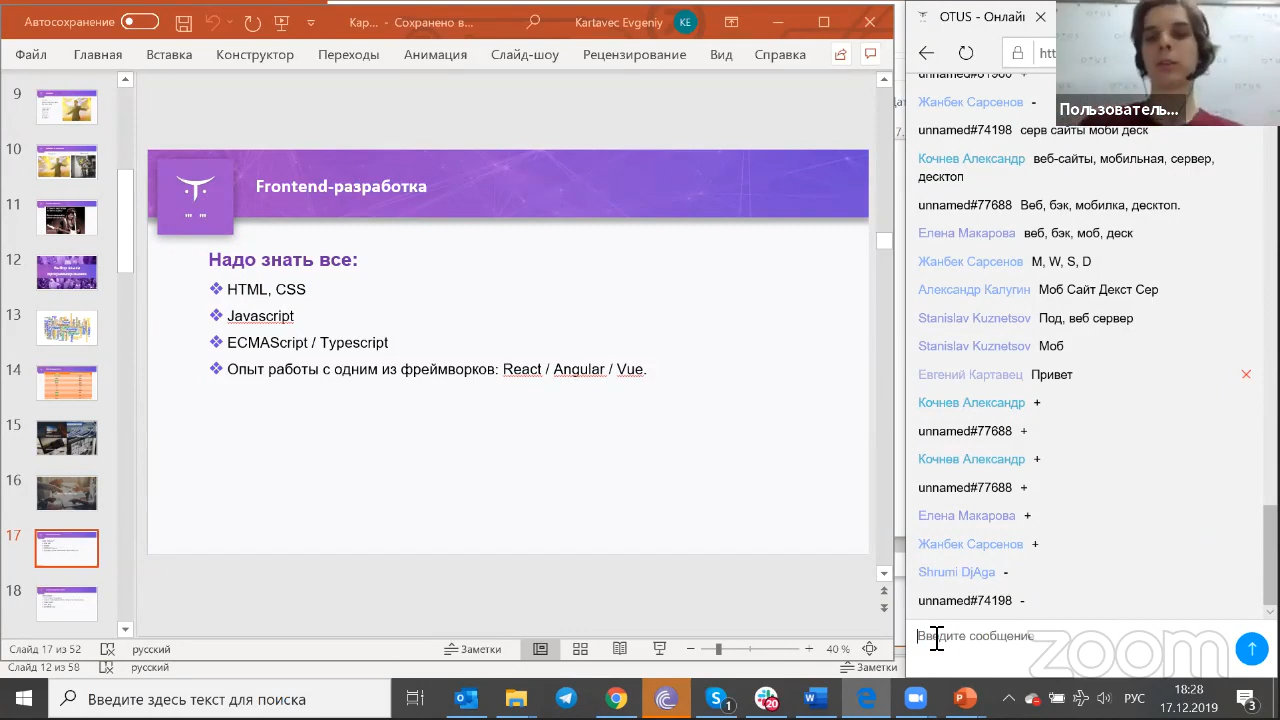 Автосохранение
Кар... - Сохранено в...
Kartavec Evgeniy
KE
Файл
Главная
Вставка
Конструктор
Переходы
Анимация
Слайд-шоу
Рецензирование
Вид
Справка
9
10
11
12
13
14
15
16
17
18
Frontend-разработка
Надо знать все:
HTML, CSS
Javascript
ECMAScript / Typescript
Опыт работы с одним из фреймворков: React / Angular / Vue.
Слайд 17 из 52
русский
Заметки
40 %
Слайд 12 из 58
русский
Заметки
OTUS - Онлай
htt
Пользователь...
Жанбек Сарсенов -
unnamed#74198 серв сайты моби деск
Кочнев Александр веб-сайты, мобильная, сервер,
десктоп
unnamed#77688 Веб, бэк, мобилка, десктоп.
Елена Макарова веб, бэк, моб, деск
Жанбек Сарсенов M, W, S, D
Александр Калугин Моб Сайт Декст Сер
Stanislav Kuznetsov Под, веб сервер
Stanislav Kuznetsov Моб
Евгений Картавец Привет
Кочнев Александр +
unnamed#77688 +
Кочнев Александр +
unnamed#77688 +
Елена Макарова +
Жанбек Сарсенов +
Shrumi DjAga -
unnamed#74198 -
Введите сообщение
zoom
Введите здесь текст для поиска
1
20
РУС
18:28
17.12.2019
3